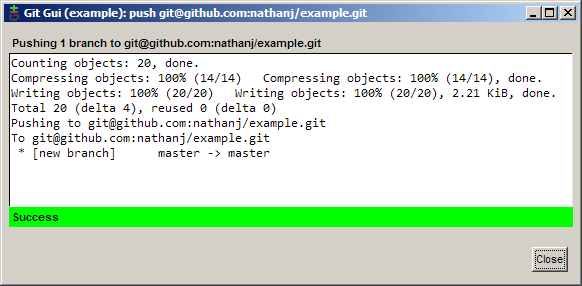 Git Gui (example): push git@github.com:nathanj/example.git
Pushing 1 branch to git@github.com:nathanj/example.git
Counting objects: 20, done.
Compressing objects: 100% (14/14)   Compressing objects: 100% (14/14), done.
Writing objects: 100% (20/20)   Writing objects: 100% (20/20), 2.21 KiB, done.
Total 20 (delta 4), reused 0 (delta 0)
Pushing to git@github.com:nathanj/example.git
To git@github.com:nathanj/example.git
 * [new branch]      master -> master
Success
Close